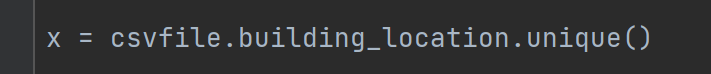 x = csvfile.building_location.unique()